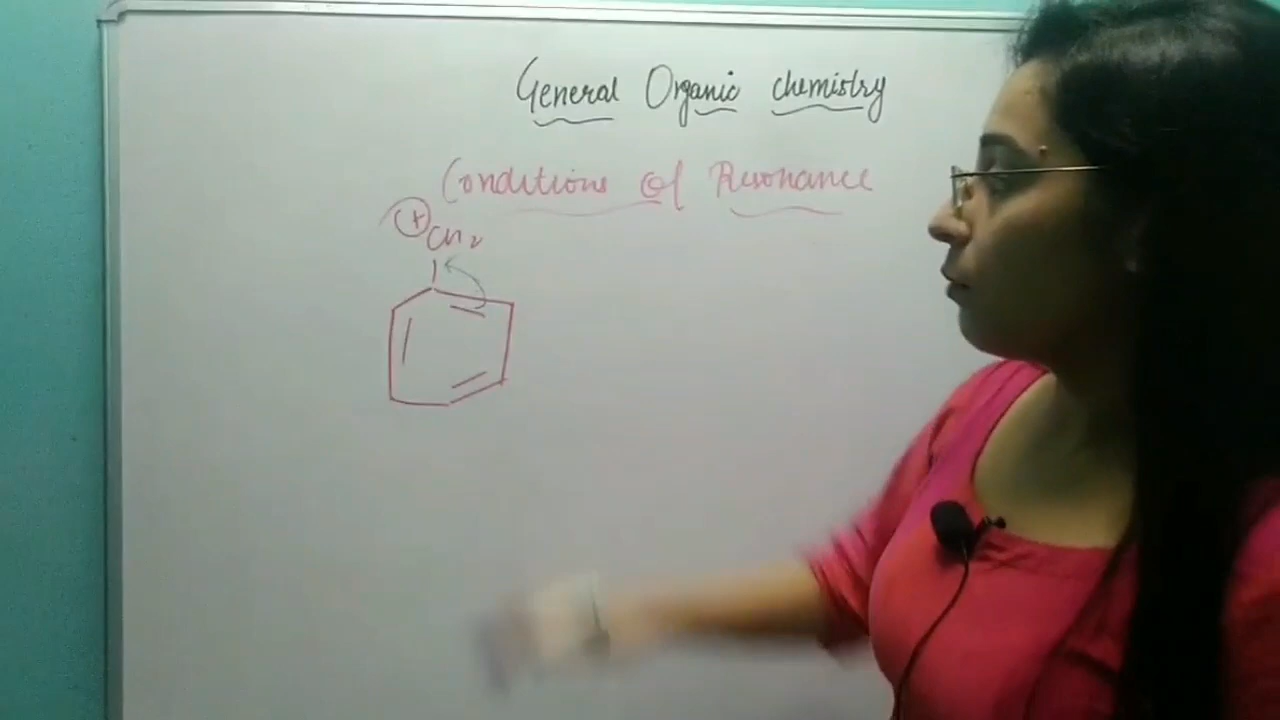 General Organic chemistry
Conditions Of Resonance
(+)
CH2